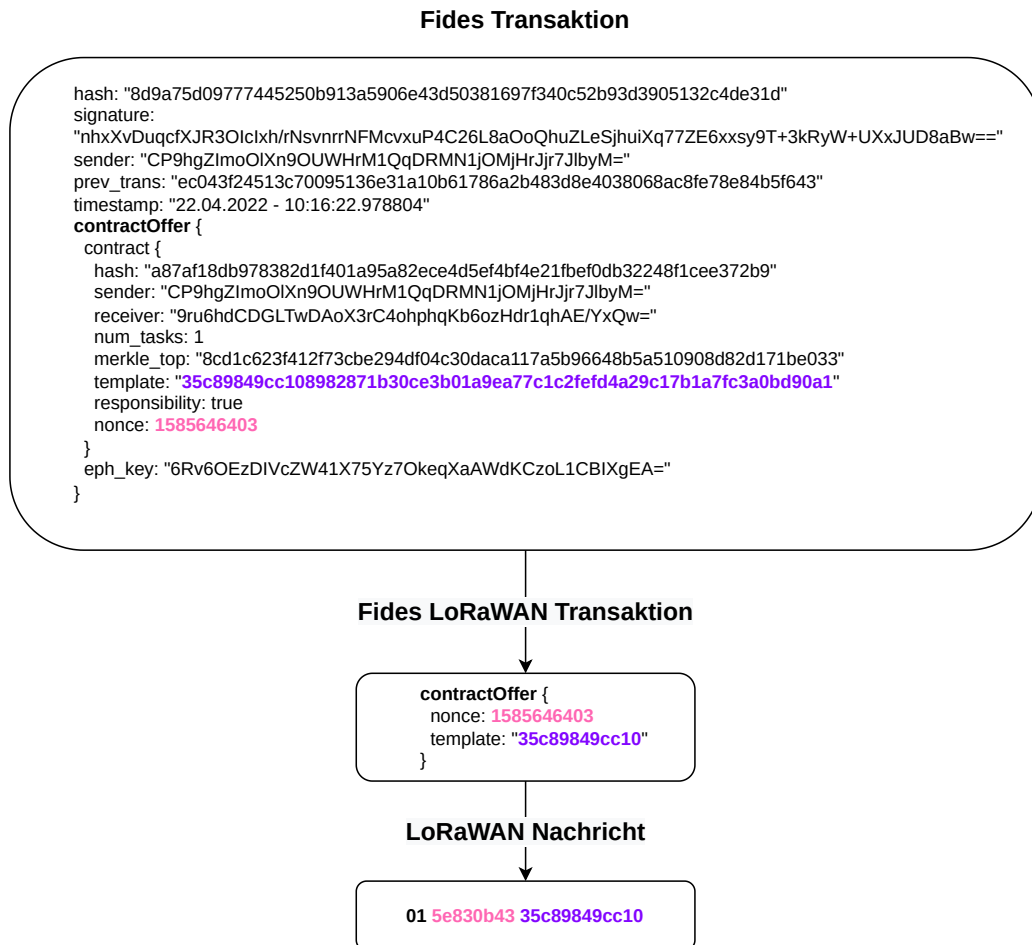 Fides Transaktion
hash: "8d9a75d09777445250b913a5906e43d50381697f340c52b93d3905132c4de31d"
signature:
"nhxXvDuqcfXJR3OIcIxh/rNsvnrrNFMcvxuP4C26L8aOoQhuZLeSjhuiXq77ZE6xxsy9T+3kRyW+UXxJUD8aBw=="
sender: "CP9hgZImoOlXn9OUWHrM1QqDRMN1jOMjHrJjr7JlbyM="
prev_trans: "ec043f24513c70095136e31a10b61786a2b483d8e4038068ac8fe78e84b5f643"
timestamp: "22.04.2022 - 10:16:22.978804"
contractOffer {
contract {
hash: "a87af18db978382d1f401a95a82ece4d5ef4bf4e21fbef0db32248f1cee372b9"
sender: "CP9hgZImoOlXn9OUWHrM1QqDRMN1jOMjHrJjr7JlbyM="
receiver: "9ru6hdCDGLTwDAoX3rC4ohphqKb6ozHdr1qhAE/YxQw="
num_tasks: 1
merkle_top: "8cd1c623f412f73cbe294df04c30daca117a5b96648b5a510908d82d171be033"
template: "35c89849cc108982871b30ce3b01a9ea77c1c2fefd4a29c17b1a7fc3a0bd90a1"
responsibility: true
nonce: 1585646403
}
eph_key: "6Rv6OEzDIVcZW41X75Yz7OkeqXaAWdKCzoL1CBIXgEA="
}
Fides LoRaWAN Transaktion
contractOffer {
nonce: 1585646403
template: "35c89849cc10"
}
LoRaWAN Nachricht
01 5e830b43 35c89849cc10